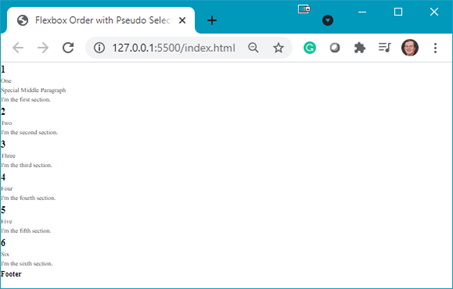 Flexbox Order with Pseudo Selec
127.0.0.1:5500/index.html
1
One
Special Middle Paragraph
I'm the first section.
2
Two
I'm the second section.
3
Three
I'm the third section.
4
Four
I'm the fourth section.
5
Five
I'm the fifth section.
6
Six
I'm the sixth section.
Footer